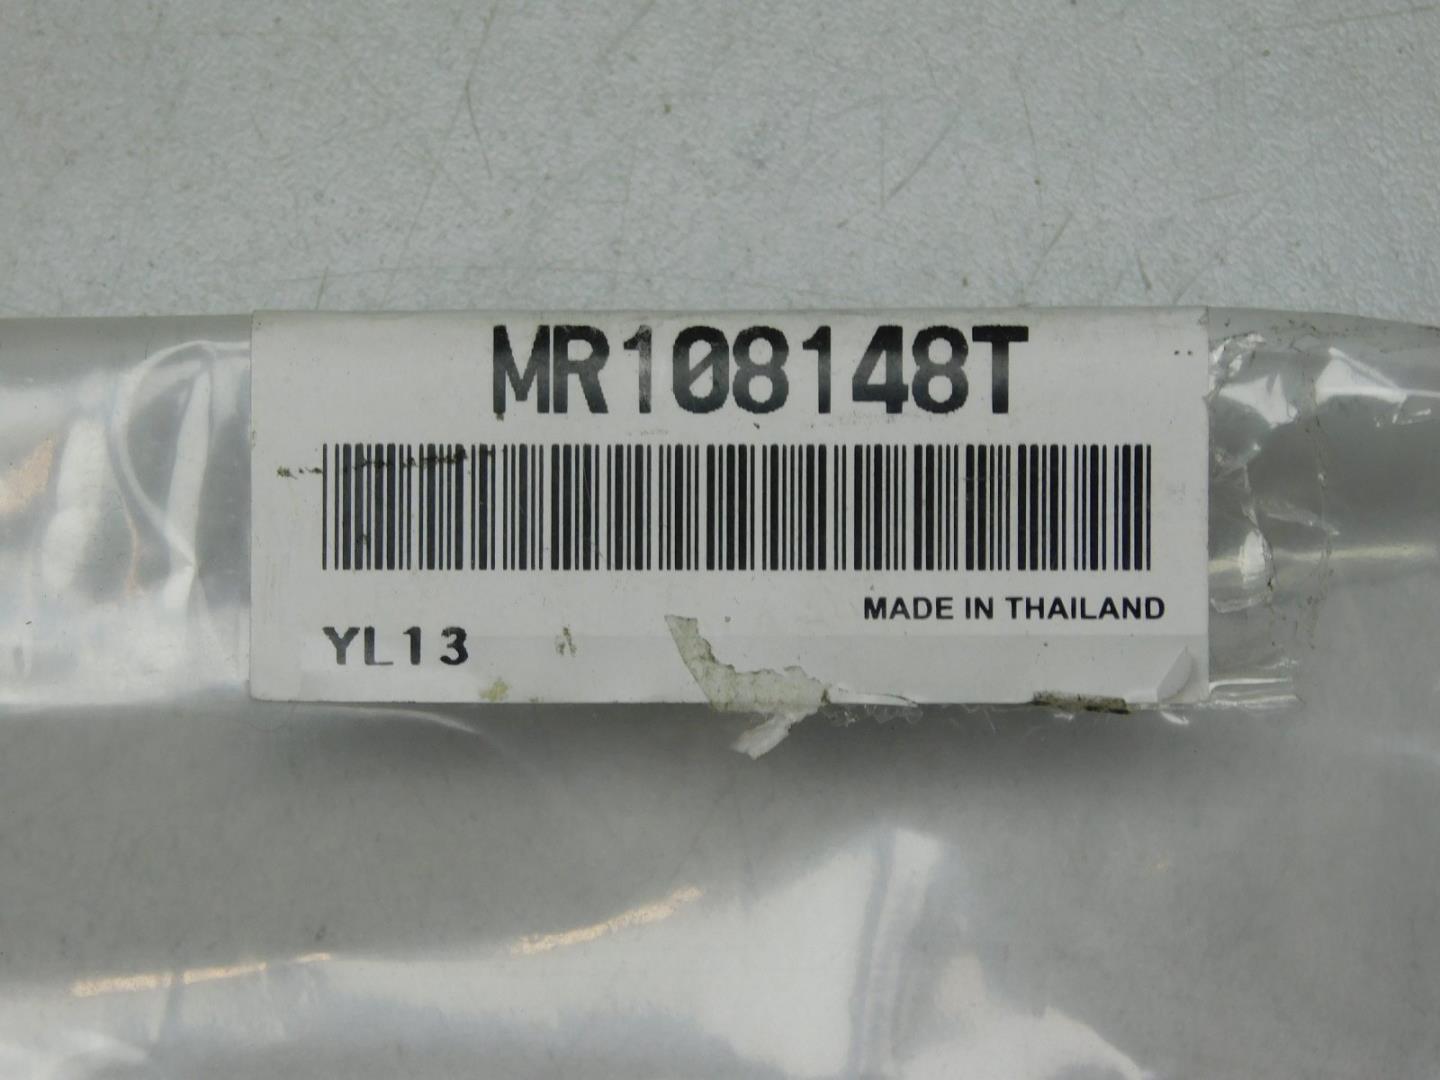 MR108148T
MADE IN THAILAND
YL13